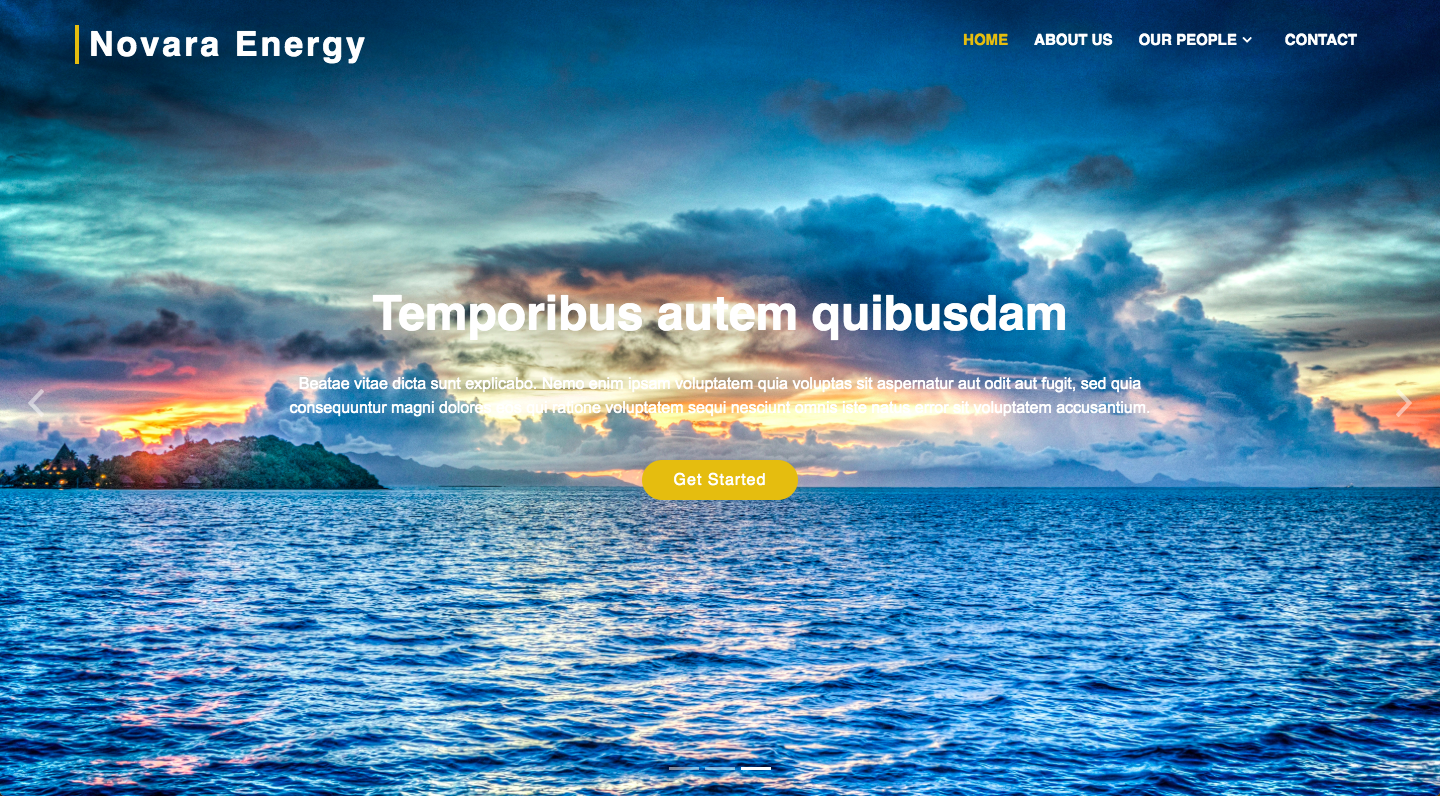 Novara Energy
HOME ABOUT US OUR PEOPLE CONTACT
Temporibus autem quibusdam
Beatae vitae dicta sunt explicabo. Nemo enim ipsam voluptatem quia voluptas sit aspernatur aut odit aut fugit, sed quia
consequuntur magni dolores eos qui ratione voluptatem sequi nesciunt omnis iste natus error sit voluptatem accusantium.
Get Started